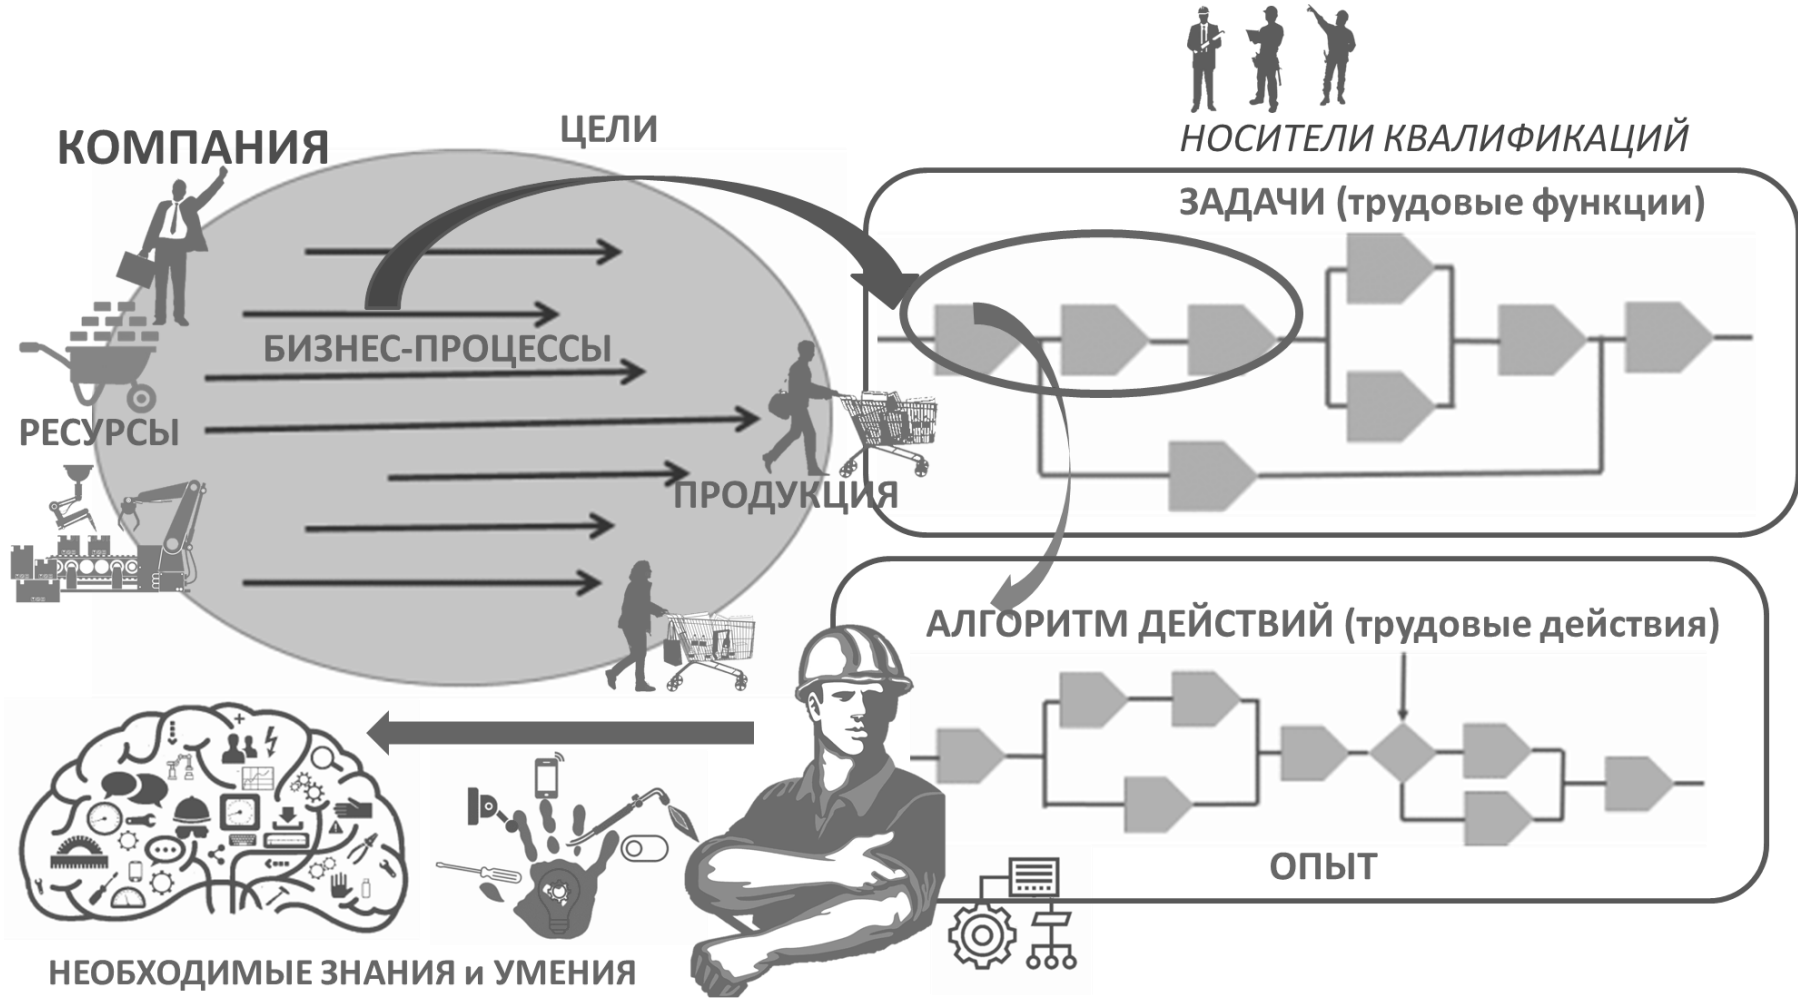 КОМПАНИЯ
ЦЕЛИ
НОСИТЕЛИ КВАЛИФИКАЦИЙ
ЗАДАЧИ (трудовые функции)
БИЗНЕС-ПРОЦЕССЫ
РЕСУРСЫ
ПРОДУКЦИЯ
АЛГОРИТМ ДЕЙСТВИЙ (трудовые действия)
ОПЫТ
НЕОБХОДИМЫЕ ЗНАНИЯ и УМЕНИЯ